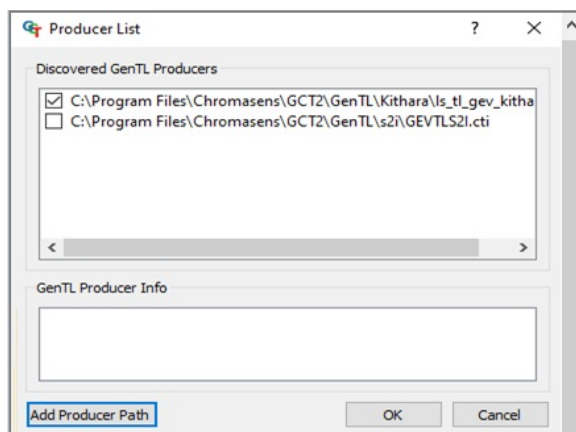 Producer List
Discovered GenTL Producers
C:\Program Files\Chromasens\GCT2\GenTL\Kithara\ls_tl_gev_kitha
C:\Program Files\Chromasens\GCT2\GenTL\s2i\GEVTLS2I.cti
GenTL Producer Info
Add Producer Path
OK
Cancel